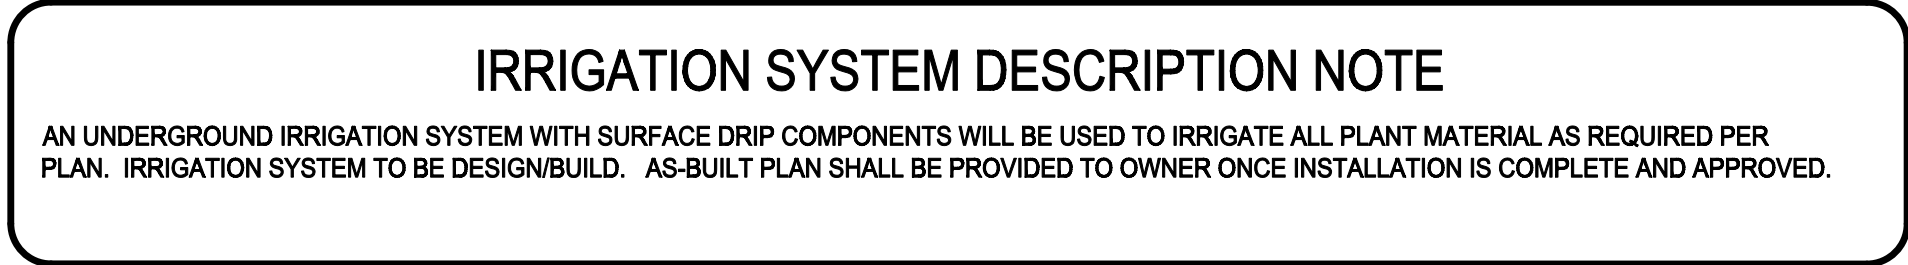 IRRIGATION SYSTEM DESCRIPTION NOTE
AN UNDERGROUND IRRIGATION SYSTEM WITH SURFACE DRIP COMPONENTS WILL BE USED TO IRRIGATE ALL PLANT MATERIAL AS REQUIRED PER
PLAN.  IRRIGATION SYSTEM TO BE DESIGN/BUILD.   AS-BUILT PLAN SHALL BE PROVIDED TO OWNER ONCE INSTALLATION IS COMPLETE AND APPROVED.